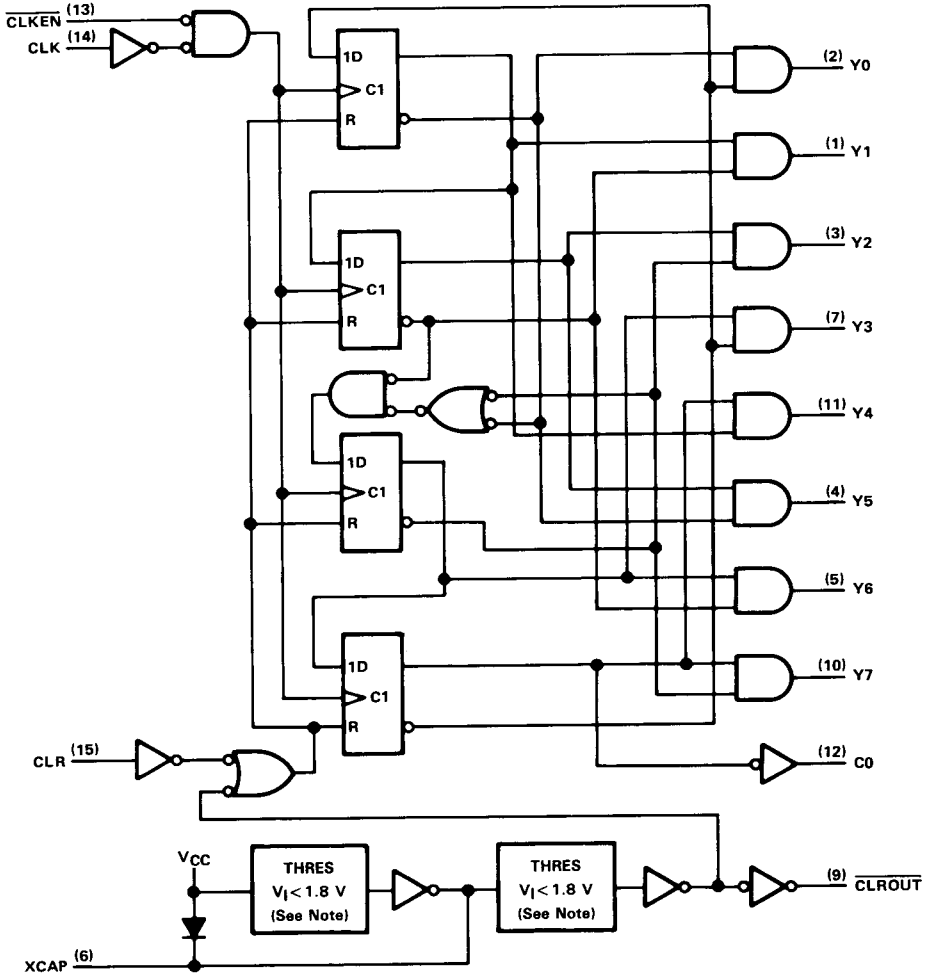 CLKEN (13)
CLK (14)
1D
C1
R
(2) Y0
(1) Y1
1D
C1
R
(3) Y2
(7) Y3
(11) Y4
1D
C1
R
(4) Y5
(5) Y6
1D
C1
R
(10) Y7
CLR (15)
(12) C0
VCC
THRES
VI < 1.8 V
(See Note)
THRES
VI < 1.8 V
(See Note)
(9) CLROUT
XCAP (6)